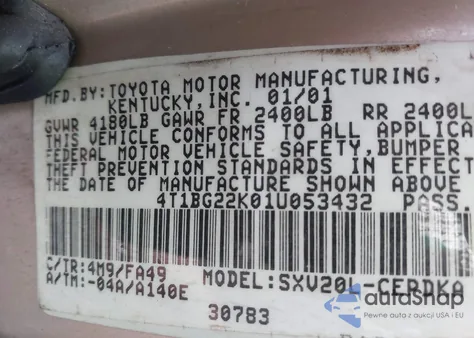 MFD.BY:TOYOTA MOTOR MANUFACTURING,
KENTUCKY,INC. 01/01
GVWR 4180LB GAWR FR 2400LB RR 2400L
THIS VEHICLE CONFORMS TO ALL APPLICA
FEDERAL MOTOR VEHICLE SAFETY,BUMPER
THEFT PREVENTION STANDARDS IN EFFECT
THE DATE OF MANUFACTURE SHOWN ABOVE
4T1BG22K01U053432 PASS.
C/TR:4M9/FA49 MODEL:SXV20L-CEPDKA
A/TM:-04A/A140E
30783
autoshap
Pewne auta z aukcji USA i EU